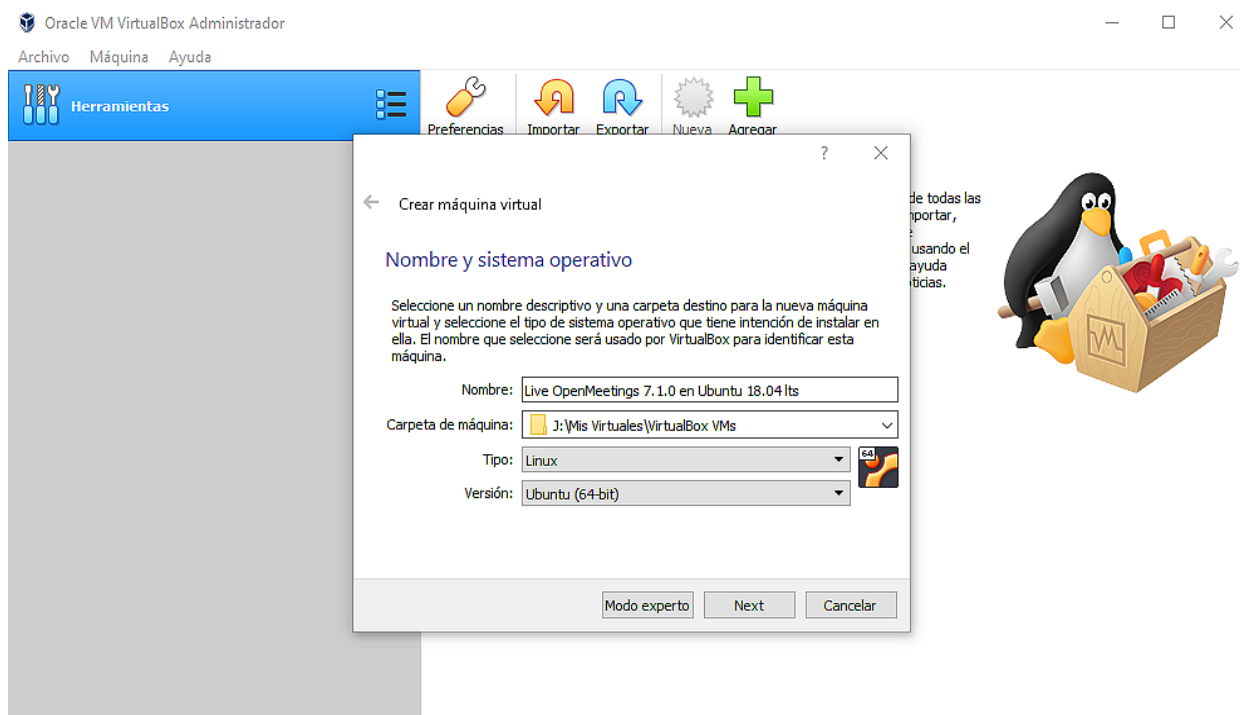 Oracle VM VirtualBox Administrador
Archivo Máquina Ayuda
Herramientas
Preferencias Importar Exportar Nueva Agregar
? 
Crear máquina virtual
de todas las
usando el
ayuda
Nombre y sistema operativo
Seleccione un nombre descriptivo y una carpeta destino para la nueva máquina
virtual y seleccione el tipo de sistema operativo que tiene intención de instalar en
ella. El nombre que seleccione será usado por VirtualBox para identificar esta
máquina.
Nombre: Live OpenMeetings 7.1.0 en Ubuntu 18.04 lts
Carpeta de máquina: J:\Mis Virtuales\VirtualBox VMs
Tipo: Linux
64
Versión: Ubuntu (64-bit)
Modo experto Next Cancelar